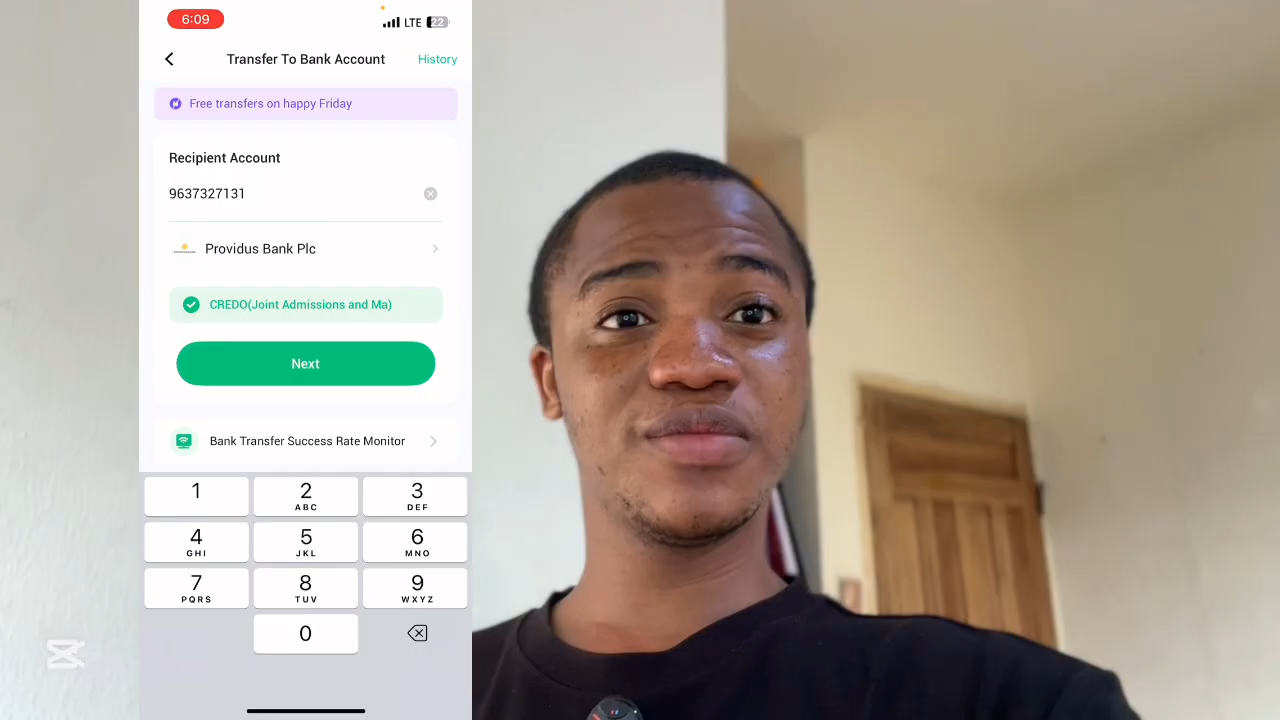 6:09
LTE 22
Transfer To Bank Account
History
Free transfers on happy Friday
Recipient Account
9637327131
Providus Bank Plc
CREDO(Joint Admissions and Ma)
Next
Bank Transfer Success Rate Monitor
1
2 ABC
3 DEF
4 GHI
5 JKL
6 MNO
7 PQRS
8 TUV
9 WXYZ
0